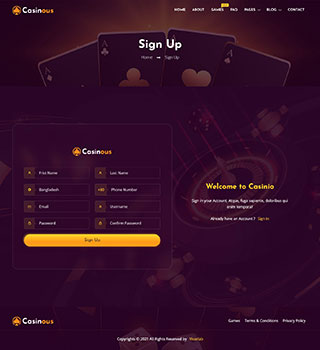 Casinous
HOME ABOUT GAMES FAQ PAGES BLOG CONTACT
Sign Up
Home Sign Up
Casinous
First Name Last Name
Bangladesh Phone Number
Email Username
Password Confirm Password
Sign Up
Welcome to Casinio
Sign in your Account. Atque, fuga sapiente, doloribus qui
enim tempora?
Already have an Account ? Sign in
Casinous
Games Terms & Conditions Privacy Policy
Copyrights © 2021 All Rights Reserved by